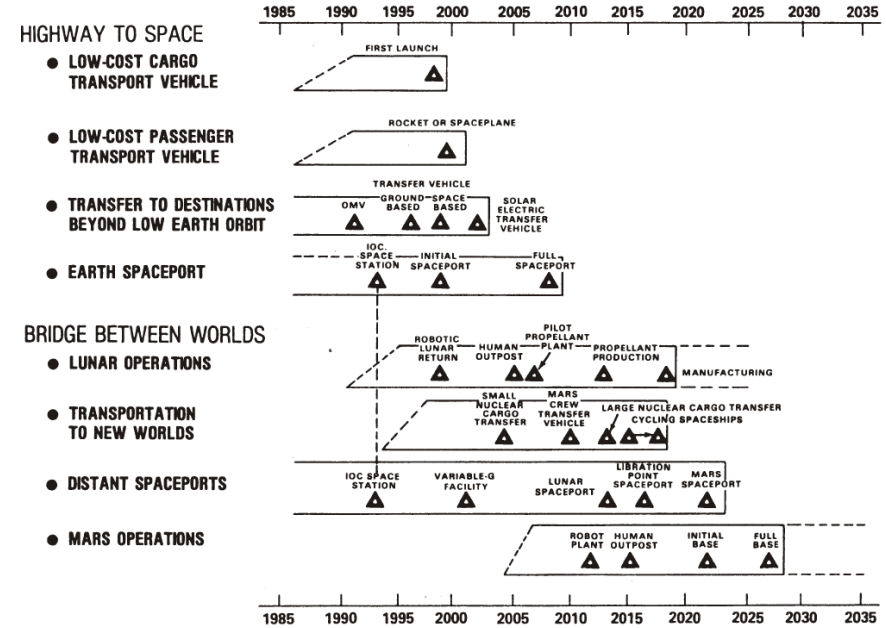 1985 1990 1995 2000 2005 2010 2015 2020 2025 2030 2035
HIGHWAY TO SPACE
● LOW-COST CARGO
TRANSPORT VEHICLE
FIRST LAUNCH
● LOW-COST PASSENGER
TRANSPORT VEHICLE
ROCKET OR SPACEPLANE
● TRANSFER TO DESTINATIONS
BEYOND LOW EARTH ORBIT
TRANSFER VEHICLE
OMV
GROUND-
BASED
SPACE
BASED
SOLAR
ELECTRIC
TRANSFER
VEHICLE
● EARTH SPACEPORT
IOC.
SPACE
STATION
INITIAL
SPACEPORT
FULL
SPACEPORT
BRIDGE BETWEEN WORLDS
● LUNAR OPERATIONS
ROBOTIC
LUNAR
RETURN
HUMAN
OUTPOST
PILOT
PROPELLANT
PLANT
PROPELLANT
PRODUCTION
MANUFACTURING
● TRANSPORTATION
TO NEW WORLDS
SMALL
NUCLEAR
CARGO
TRANSFER
MARS
CREW
TRANSFER
VEHICLE
LARGE NUCLEAR CARGO TRANSFER
CYCLING SPACESHIPS
● DISTANT SPACEPORTS
IOC SPACE
STATION
VARIABLE-G
FACILITY
LUNAR
SPACEPORT
LIBRATION
POINT
SPACEPORT
MARS
SPACEPORT
● MARS OPERATIONS
ROBOT
PLANT
HUMAN
OUTPOST
INITIAL
BASE
FULL
BASE
1985 1990 1995 2000 2005 2010 2015 2020 2025 2030 2035